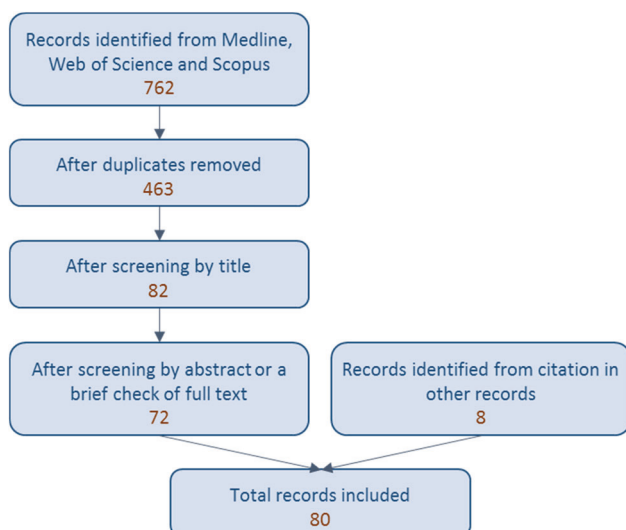 Records identified from Medline,
Web of Science and Scopus
762
After duplicates removed
463
After screening by title
82
After screening by abstract or a
brief check of full text
72
Records identified from citation in
other records
8
Total records included
80